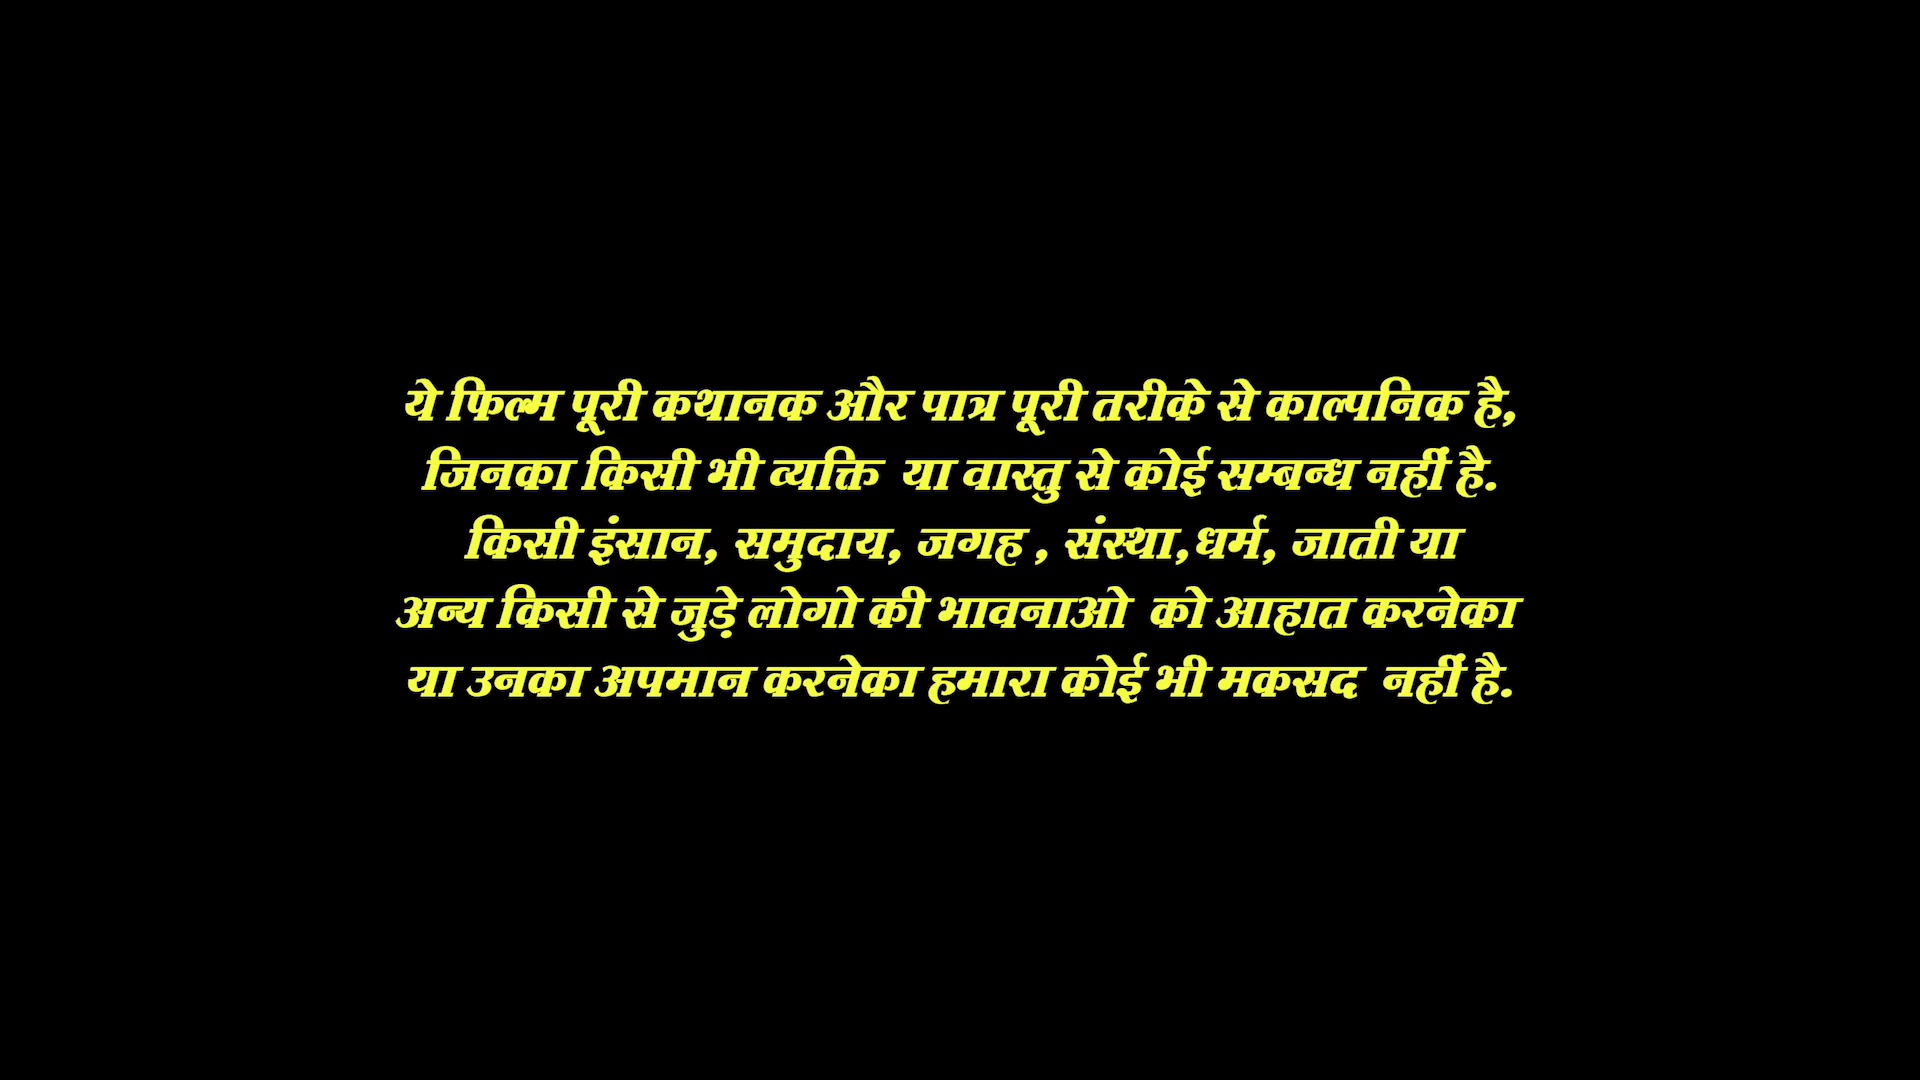 ये फिल्म पूरी कथानक और पात्र पूरी तरीके से काल्पनिक है,
जिनका किसी भी व्यक्ति  या वास्तु से कोई सम्बन्ध नहीं है.
किसी इंसान, समुदाय, जगह , संस्था,धर्म, जाती या
अन्य किसी से जुड़े लोगो की भावनाओ  को आहात करनेका
या उनका अपमान करनेका हमारा कोई भी मकसद  नहीं है.